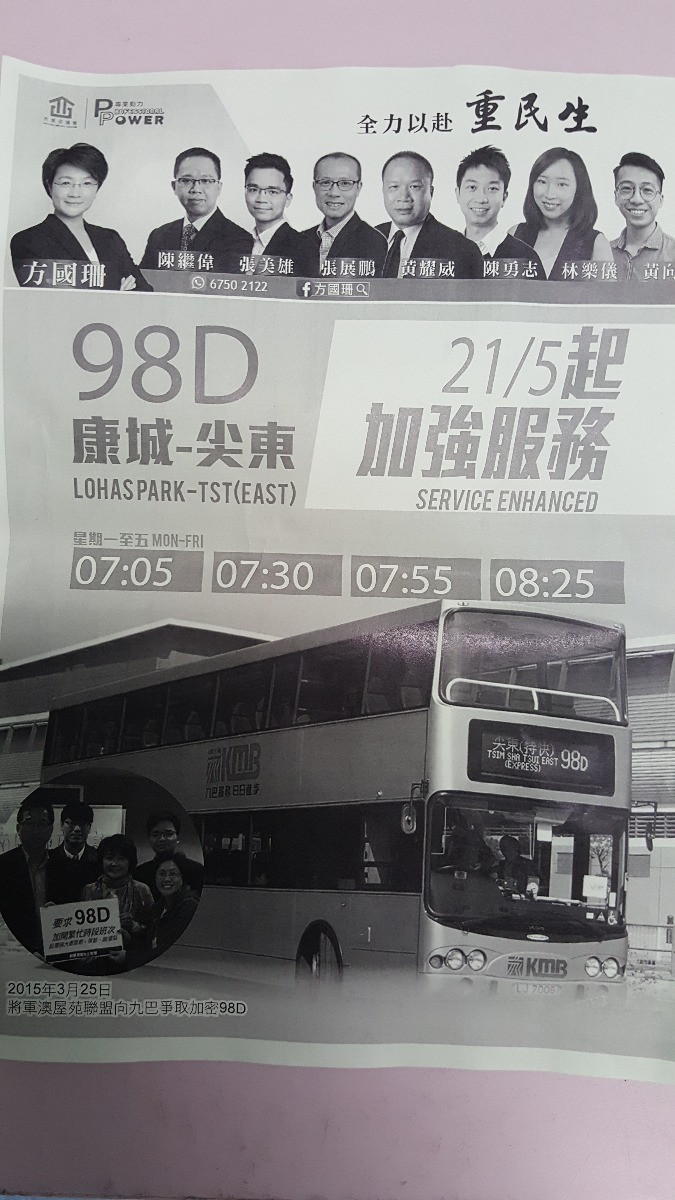 專業動力
PROFESSIONAL
POWER
全力以赴 重民生
方國珊
陳繼偉
張美雄
張展鵬
黃耀威
陳勇志
林樂儀
黃向
6750 2122
f 方國珊
98D
康城-尖東
LOHAS PARK-TST(EAST)
21/5起
加強服務
SERVICE ENHANCED
星期一至五 MON-FRI
07:05 07:30 07:55 08:25
尖東(特快)
TSIM SHA TSUI EAST
(EXPRESS)
98D
KMB
九巴服務 日日進步
KMB
要求 98D
加開繁忙時段班次
2015年3月25日
將軍澳屋苑聯盟向九巴爭取加密98D